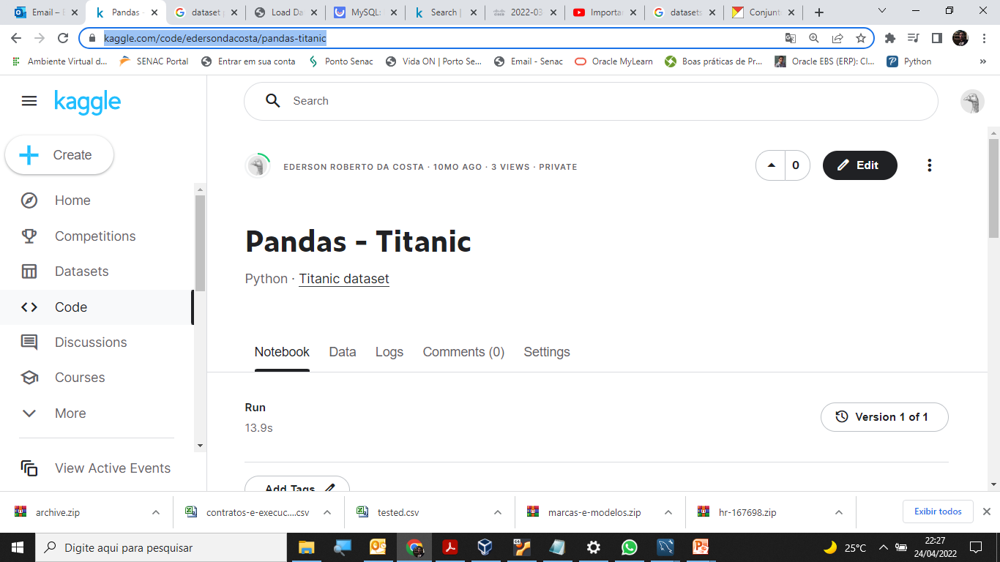 Email – E
Pandas -
dataset p
Load Da
MySQL:
Search |
2022-03
Importan
datasets
Conjunt
kaggle.com/code/edersondacosta/pandas-titanic
Ambiente Virtual d...
SENAC Portal
Entrar em sua conta
Ponto Senac
Vida ON | Porto Se...
Email - Senac
Oracle MyLearn
Boas práticas de Pr...
Oracle EBS (ERP): Cl...
Python
»
kaggle
Search
Create
Home
Competitions
Datasets
Code
Discussions
Courses
More
View Active Events
EDERSON ROBERTO DA COSTA · 10MO AGO · 3 VIEWS · PRIVATE
0
Edit
Pandas - Titanic
Python · Titanic dataset
Notebook
Data
Logs
Comments (0)
Settings
Run
13.9s
Version 1 of 1
Add Tags
archive.zip
contratos-e-execuc....csv
tested.csv
marcas-e-modelos.zip
hr-167698.zip
Exibir todos
Digite aqui para pesquisar
25°C
22:27
24/04/2022